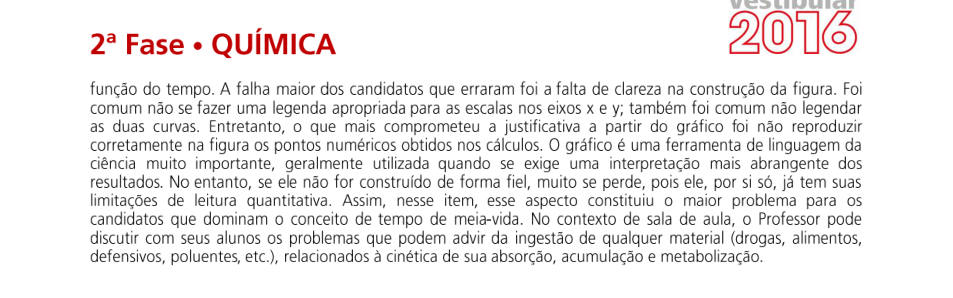 vestibular
2016
2ª Fase • QUÍMICA
função do tempo. A falha maior dos candidatos que erraram foi a falta de clareza na construção da figura. Foi
comum não se fazer uma legenda apropriada para as escalas nos eixos x e y; também foi comum não legendar
as duas curvas. Entretanto, o que mais comprometeu a justificativa a partir do gráfico foi não reproduzir
corretamente na figura os pontos numéricos obtidos nos cálculos. O gráfico é uma ferramenta de linguagem da
ciência muito importante, geralmente utilizada quando se exige uma interpretação mais abrangente dos
resultados. No entanto, se ele não for construído de forma fiel, muito se perde, pois ele, por si só, já tem suas
limitações de leitura quantitativa. Assim, nesse item, esse aspecto constituiu o maior problema para os
candidatos que dominam o conceito de tempo de meia-vida. No contexto de sala de aula, o Professor pode
discutir com seus alunos os problemas que podem advir da ingestão de qualquer material (drogas, alimentos,
defensivos, poluentes, etc.), relacionados à cinética de sua absorção, acumulação e metabolização.